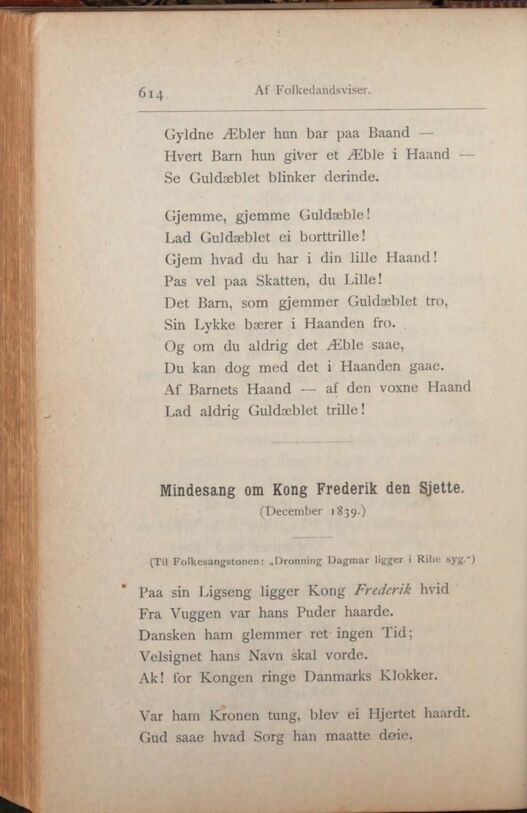 614
Af Folkedandsviser.
Gyldne Æbler hun bar paa Baand —
Hvert Barn hun giver et Æble i Haand —
Se Guldæblet blinker derinde.
Gjemme, gjemme Guldæble!
Lad Guldæblet ei borttrille!
Gjem hvad du har i din lille Haand!
Pas vel paa Skatten, du Lille!
Det Barn, som gjemmer Guldæblet tro,
Sin Lykke bærer i Haanden fro.
Og om du aldrig det Æble saae,
Du kan dog med det i Haanden gaae.
Af Barnets Haand — af den voxne Haand
Lad aldrig Guldæblet trille!
Mindesang om Kong Frederik den Sjette.
(December 1839.)
(Til Folkesangstonen: „Dronning Dagmar ligger i Ribe syg.“)
Paa sin Ligseng ligger Kong Frederik hvid
Fra Vuggen var hans Puder haarde.
Dansken ham glemmer ret ingen Tid;
Velsignet hans Navn skal vorde.
Ak! for Kongen ringe Danmarks Klokker.
Var ham Kronen tung, blev ei Hjertet haardt.
Gud saae hvad Sorg han maatte døie.